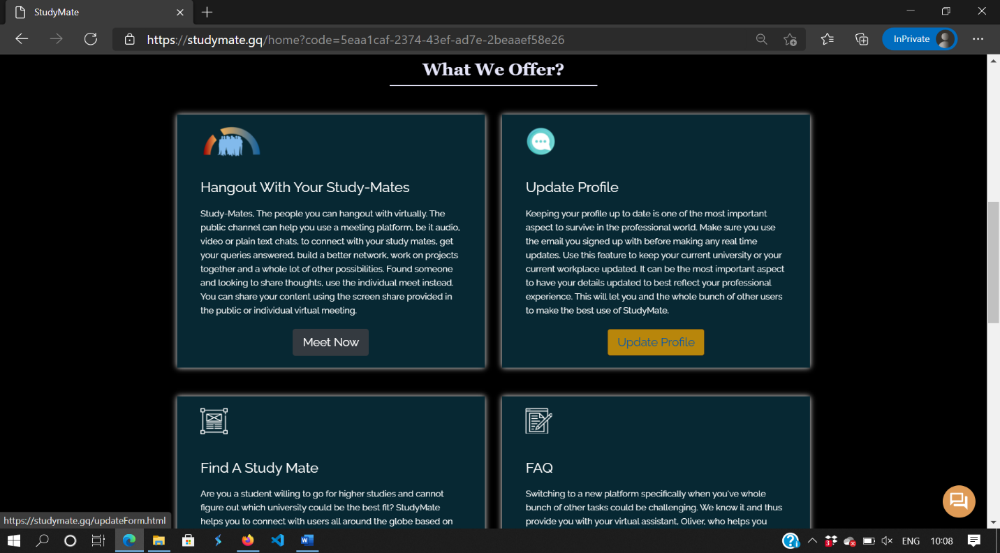 StudyMate
https://studymate.gq/home?code=5eaa1caf-2374-43ef-ad7e-2beaaef58e26
InPrivate
What We Offer?
Hangout With Your Study-Mates
Study-Mates, The people you can hangout with virtually. The
public channel can help you use a meeting platform, be it audio,
video or plain text chats, to connect with your study mates, get
your queries answered, build a better network, work on projects
together and a whole lot of other possibilities. Found someone
and looking to share thoughts, use the individual meet instead.
You can share your content using the screen share provided in
the public or individual virtual meeting.
Meet Now
Update Profile
Keeping your profile up to date is one of the most important
aspect to survive in the professional world. Make sure you use
the email you signed up with before making any real time
updates. Use this feature to keep your current university or your
current workplace updated. It can be the most important aspect
to have your details updated to best reflect your professional
experience. This will let you and the whole bunch of other users
to make the best use of StudyMate.
Update Profile
Find A Study Mate
Are you a student willing to go for higher studies and cannot
figure out which university could be the best fit? StudyMate
helps you to connect with users all around the globe based on
FAQ
Switching to a new platform specifically when you've whole
bunch of other tasks could be challenging. We know it and thus
provide you with your virtual assistant, Oliver, who helps you
https://studymate.gq/updateForm.html
3
ENG
10:08